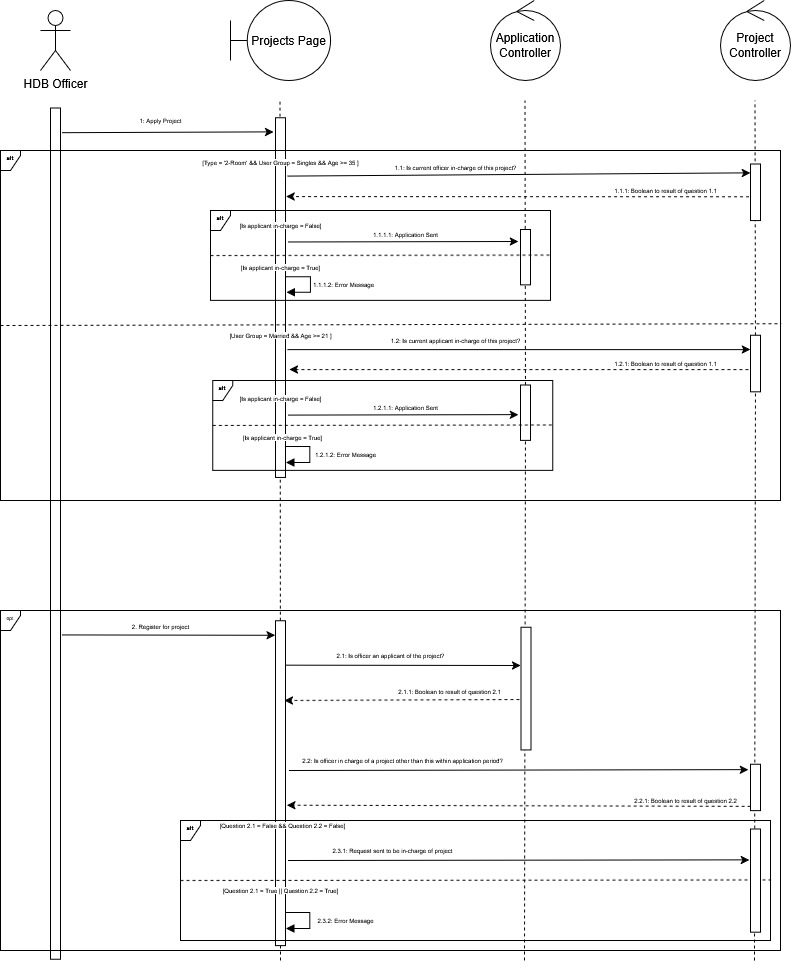 HDB Officer
Projects Page
Application
Controller
Project
Controller
1: Apply Project
alt
[Type = '2-Room' && User Group = Singles && Age >= 35 ]
1.1: Is current officer in-charge of this project?
1.1.1: Boolean to result of question 1.1
alt
[Is applicant in-charge = False]
1.1.1.1: Application Sent
[Is applicant in-charge = True]
1.1.1.2: Error Message
[User Group = Married && Age >= 21 ]
1.2: Is current applicant in-charge of this project?
1.2.1: Boolean to result of question 1.1
alt
[Is applicant in-charge = False]
1.2.1.1: Application Sent
[Is applicant in-charge = True]
1.2.1.2: Error Message
opt
2. Register for project
2.1: Is officer an applicant of the project?
2.1.1: Boolean to result of question 2.1
2.2: Is officer in charge of a project other than this within application period?
2.2.1: Boolean to result of question 2.2
alt
[Question 2.1 = False && Question 2.2 = False]
2.3.1: Request sent to be in-charge of project
[Question 2.1 = True || Question 2.2 = True]
2.3.2: Error Message